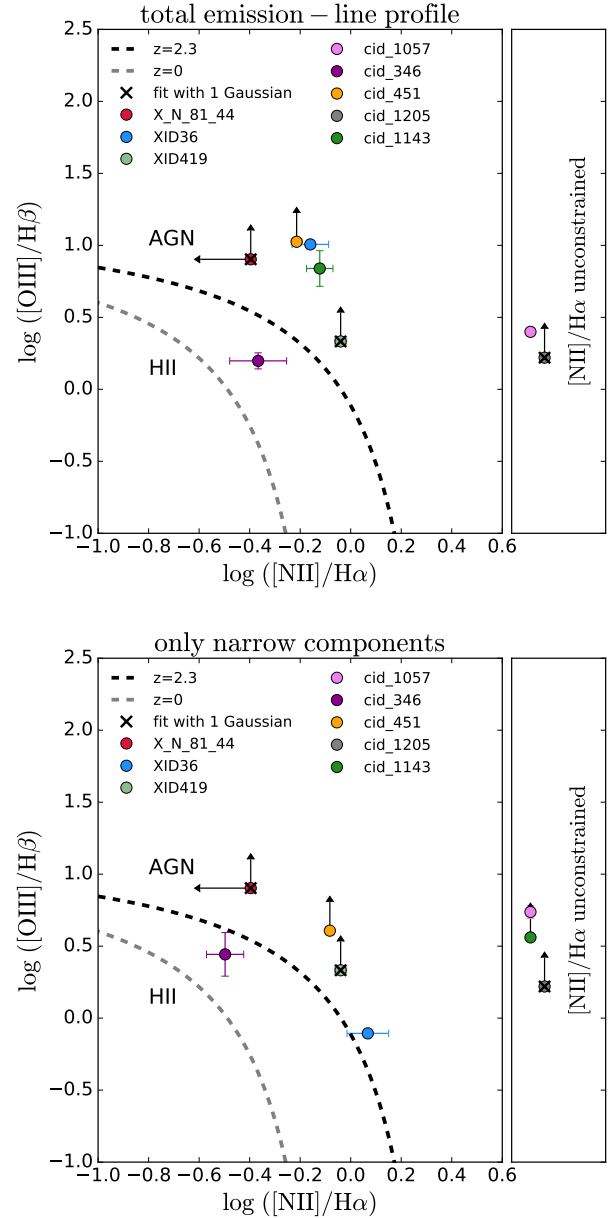 total emission − line profile
z=2.3
z=0
fit with 1 Gaussian
X_N_81_44
XID36
XID419
cid_1057
cid_346
cid_451
cid_1205
cid_1143
AGN
HII
2.5
2.0
1.5
1.0
0.5
0.0
−0.5
−1.0
log ([OIII]/Hβ)
−1.0 −0.8 −0.6 −0.4 −0.2 0.0 0.2 0.4 0.6
log ([NII]/Hα)
[NII]/Hα unconstrained
only narrow components
z=2.3
z=0
fit with 1 Gaussian
X_N_81_44
XID36
XID419
cid_1057
cid_346
cid_451
cid_1205
cid_1143
AGN
HII
2.5
2.0
1.5
1.0
0.5
0.0
−0.5
−1.0
log ([OIII]/Hβ)
−1.0 −0.8 −0.6 −0.4 −0.2 0.0 0.2 0.4 0.6
log ([NII]/Hα)
[NII]/Hα unconstrained